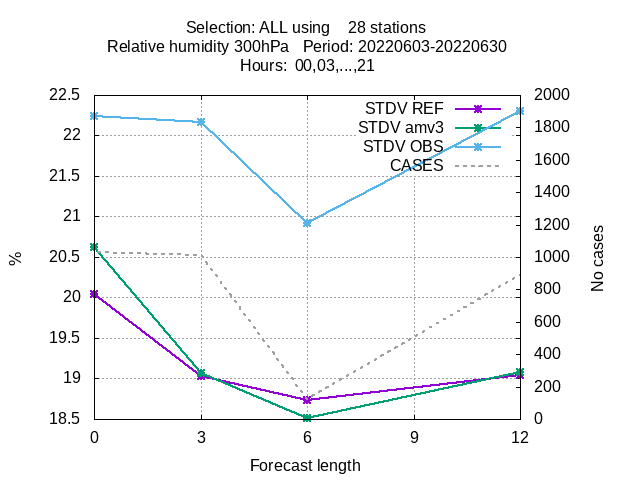 Selection: ALL using    28 stations
Relative humidity 300hPa   Period: 20220603-20220630
Hours:  00,03,...,21
22.5
22
21.5
21
20.5
20
19.5
19
18.5
%
STDV REF
STDV amv3
STDV OBS
CASES
2000
1800
1600
1400
1200
1000
800
600
400
200
0
No cases
0 3 6 9 12
Forecast length